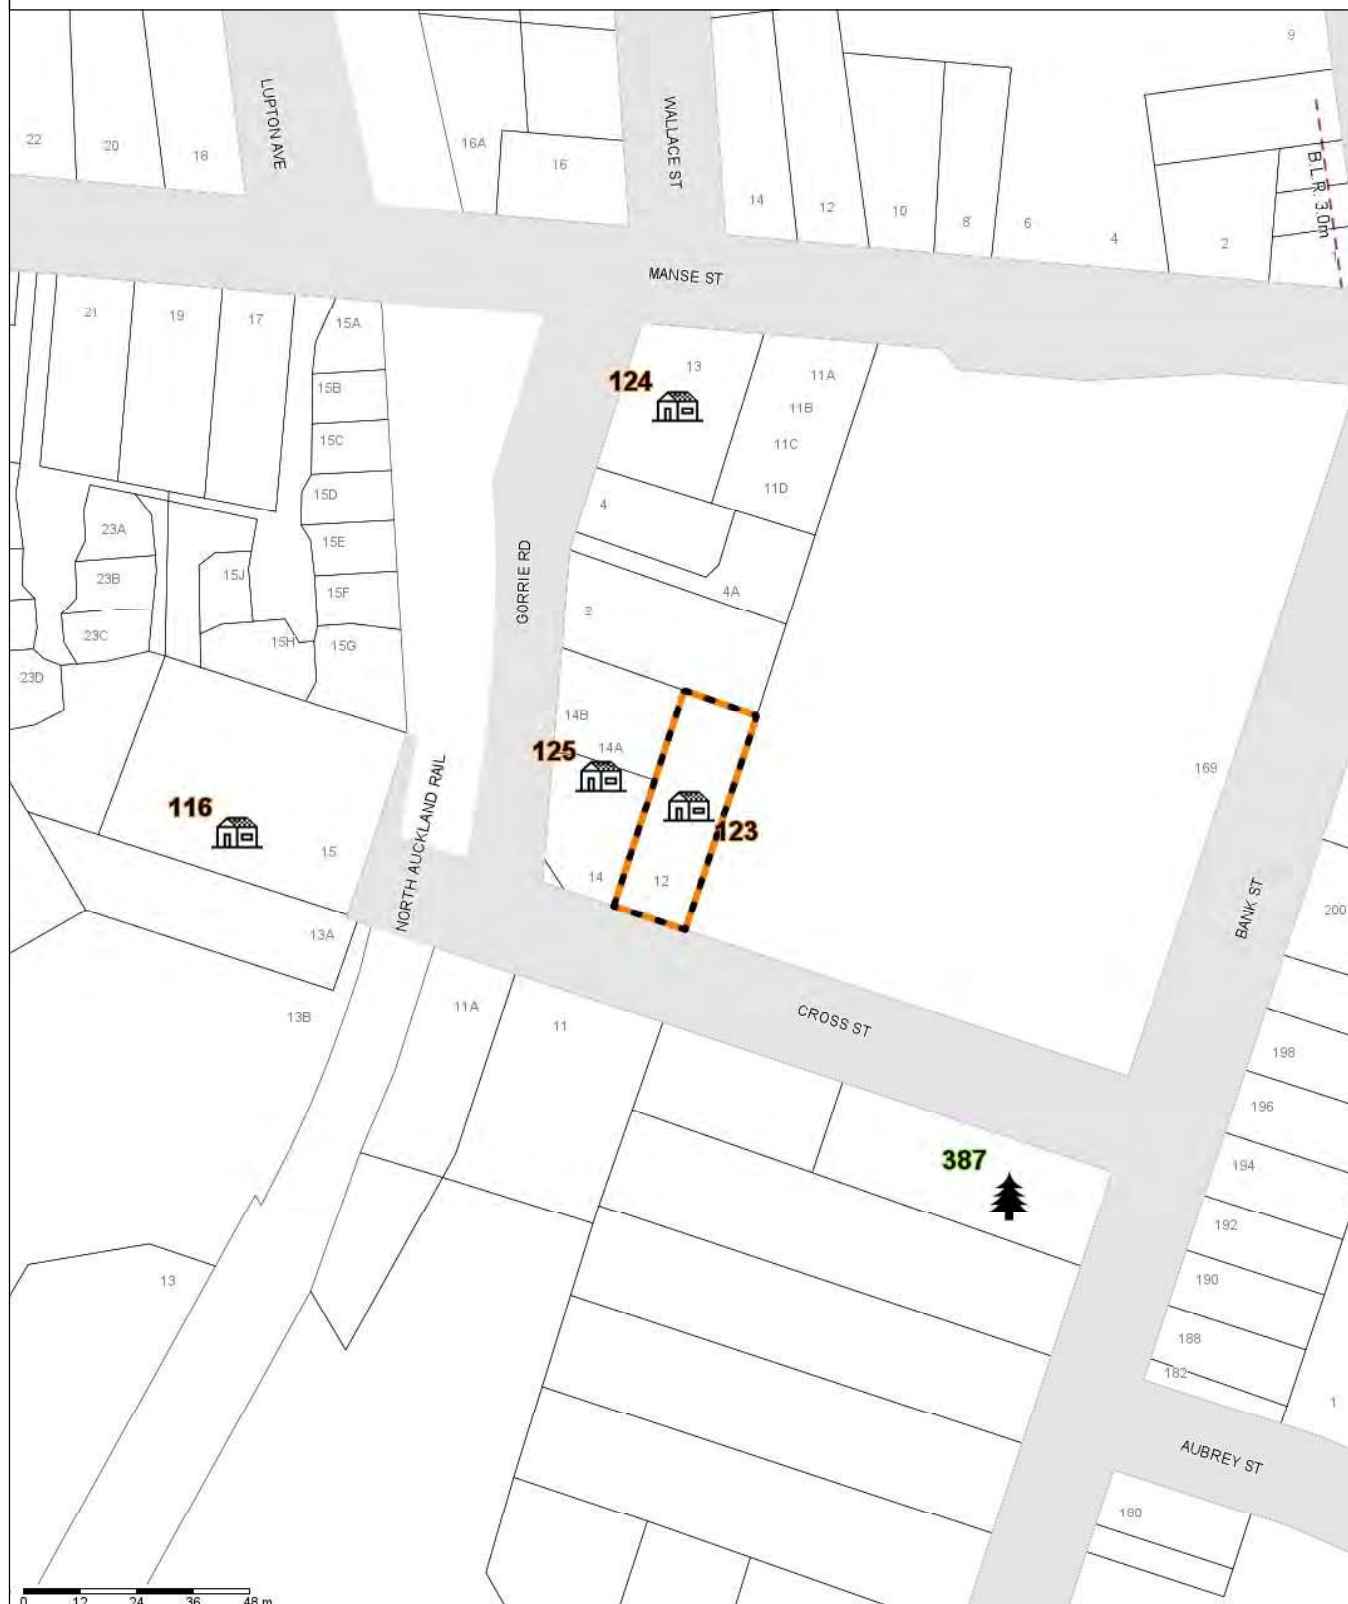 9
LUPTON AVE
WALLACE ST
22
20
18
16A
16
14
12
10
8
6
4
2
B.L.R. 3.0m
MANSE ST
21
19
17
15A
13
11A
124
15B
11B
15C
11C
15D
11D
4
23A
15E
GORRIE RD
23B
15J
15F
4A
2
23C
15H
15G
23D
14B
14A
125
169
116
123
NORTH AUCKLAND RAIL
15
14
12
BANK ST
200
13A
13B
11A
11
CROSS ST
198
196
387
194
192
13
190
188
182
1
AUBREY ST
180
0 12 24 36 48 m